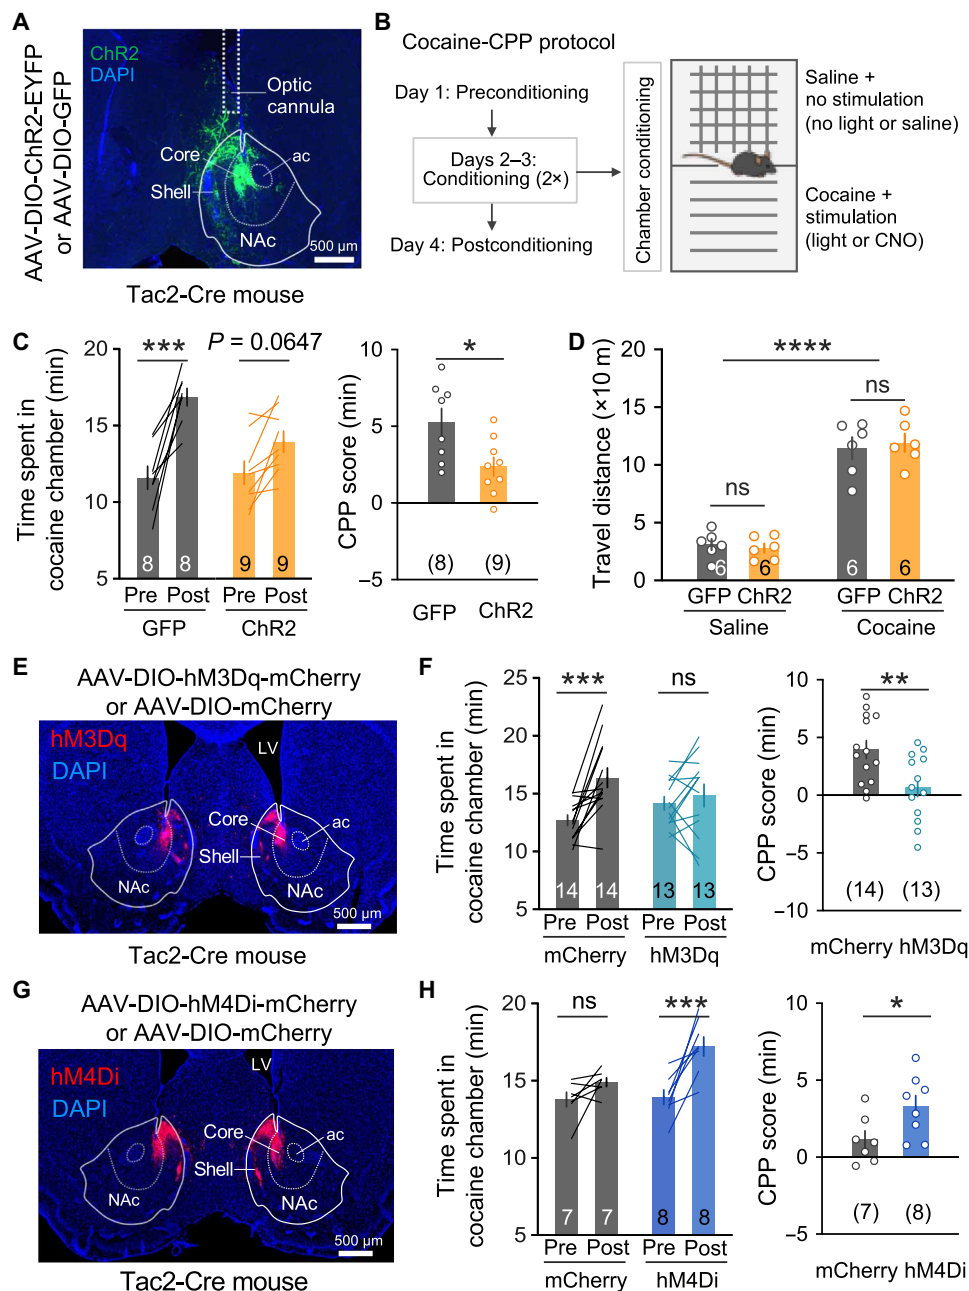 A
AAV-DIO-ChR2-EYFP
or AAV-DIO-GFP
ChR2
DAPI
Optic
cannula
Core
ac
Shell
NAc
500 µm
Tac2-Cre mouse
B
Cocaine-CPP protocol
Day 1: Preconditioning
Days 2–3:
Conditioning (2×)
Day 4: Postconditioning
Chamber conditioning
Saline +
no stimulation
(no light or saline)
Cocaine +
stimulation
(light or CNO)
C
Time spent in
cocaine chamber (min)
20
15
10
5
***
P = 0.0647
8
8
9
9
Pre Post Pre Post
GFP ChR2
CPP score (min)
10
5
0
−5
*
(8) (9)
GFP ChR2
D
Travel distance (×10 m)
20
15
10
5
0
****
ns
ns
6
6
6
6
GFP ChR2 GFP ChR2
Saline Cocaine
E
AAV-DIO-hM3Dq-mCherry
or AAV-DIO-mCherry
hM3Dq
DAPI
LV
Core
ac
Shell
NAc
NAc
500 µm
Tac2-Cre mouse
F
Time spent in
cocaine chamber (min)
25
20
15
10
5
***
ns
14
14
13
13
Pre Post Pre Post
mCherry hM3Dq
CPP score (min)
10
5
0
−5
−10
**
(14) (13)
mCherry hM3Dq
G
AAV-DIO-hM4Di-mCherry
or AAV-DIO-mCherry
hM4Di
DAPI
LV
Core
ac
Shell
NAc
NAc
500 µm
Tac2-Cre mouse
H
Time spent in
cocaine chamber (min)
20
15
10
5
ns
***
7
7
8
8
Pre Post Pre Post
mCherry hM4Di
CPP score (min)
10
5
0
−5
*
(7) (8)
mCherry hM4Di